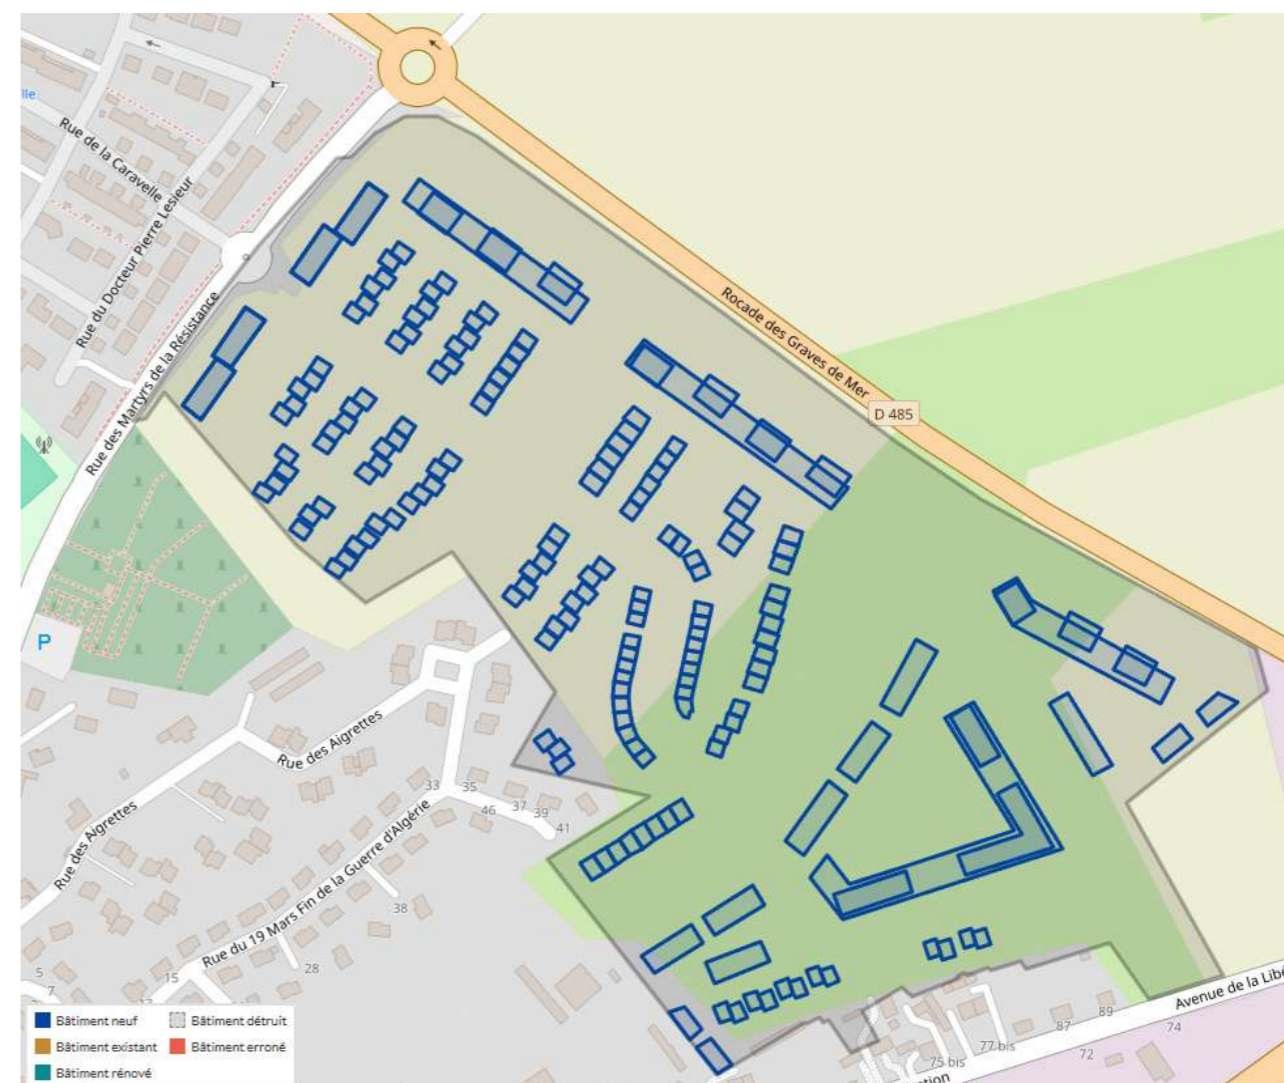 lle
Rue de la Caravelle
Rue du Docteur Pierre Lesieur
Rue des Martyrs de la Résistance
Rocade des Graves de Mer
D 485
P
Rue des Aigrettes
Rue des Aigrettes
33
35
46
37
39
41
Rue du 19 Mars Fin de la Guerre d'Algérie
38
28
15
5
7
Avenue de la Libé
89
87
74
77 bis
72
75 bis
ction
Bâtiment neuf
Bâtiment détruit
Bâtiment existant
Bâtiment erroné
Bâtiment rénové